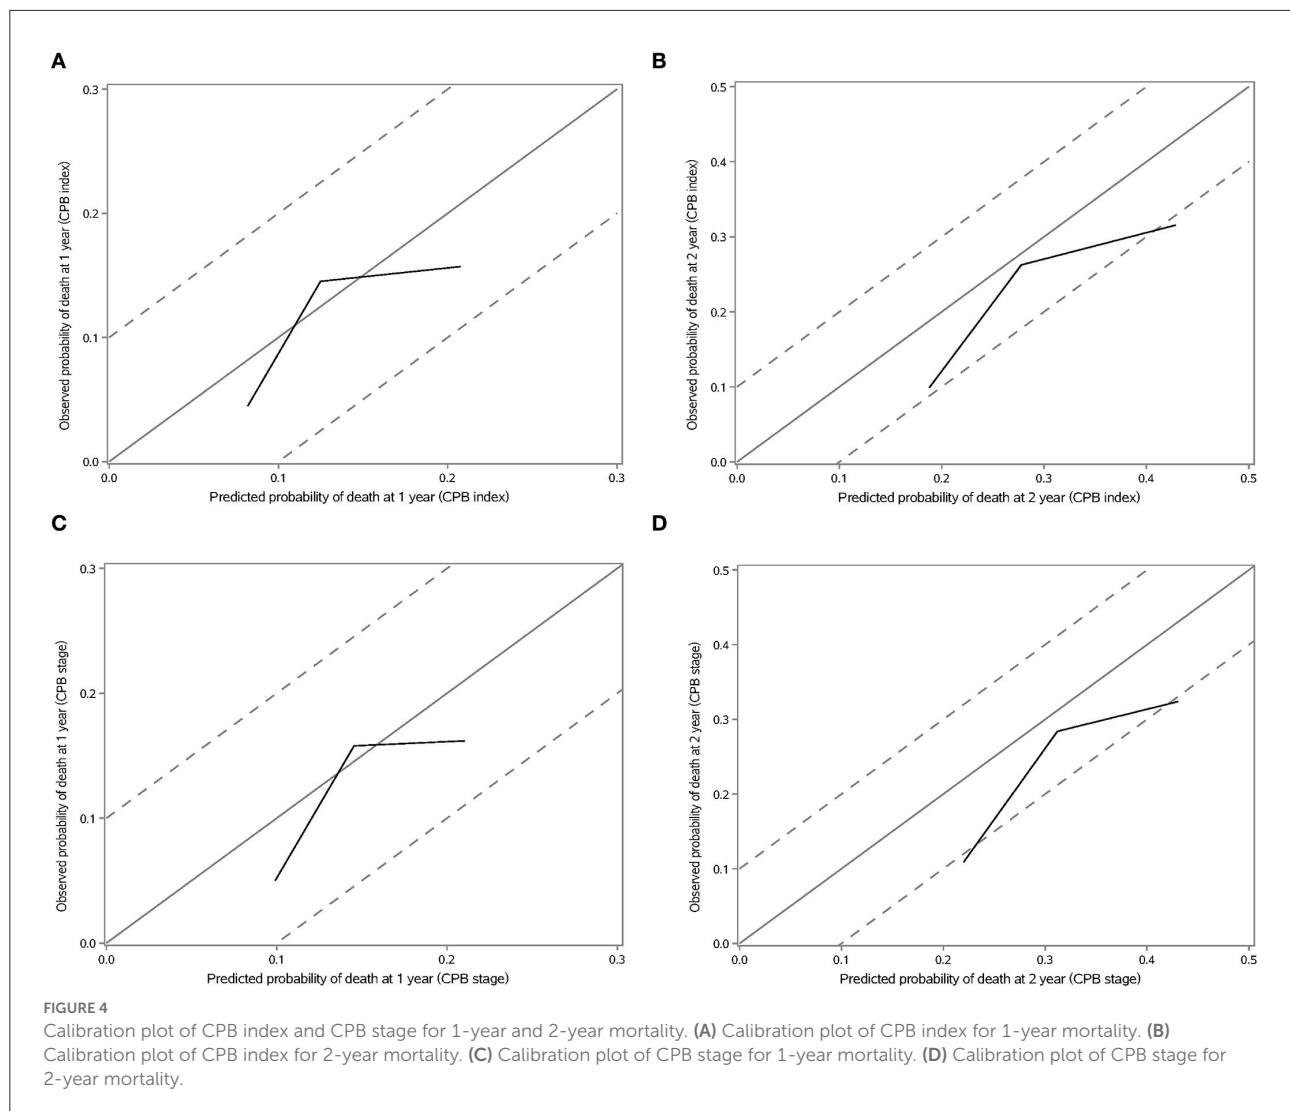 A
0.3
0.2
0.1
0.0
Observed probability of death at 1 year (CPB index)
0.0 0.1 0.2 0.3
Predicted probability of death at 1 year (CPB index)
B
0.5
0.4
0.3
0.2
0.1
0.0
Observed probability of death at 2 year (CPB index)
0.0 0.1 0.2 0.3 0.4 0.5
Predicted probability of death at 2 year (CPB index)
C
0.3
0.2
0.1
0.0
Observed probability of death at 1 year (CPB stage)
0.0 0.1 0.2 0.3
Predicted probability of death at 1 year (CPB stage)
D
0.5
0.4
0.3
0.2
0.1
0.0
Observed probability of death at 2 year (CPB stage)
0.0 0.1 0.2 0.3 0.4 0.5
Predicted probability of death at 2 year (CPB stage)
FIGURE 4
Calibration plot of CPB index and CPB stage for 1-year and 2-year mortality. (A) Calibration plot of CPB index for 1-year mortality. (B)
Calibration plot of CPB index for 2-year mortality. (C) Calibration plot of CPB stage for 1-year mortality. (D) Calibration plot of CPB stage for
2-year mortality.